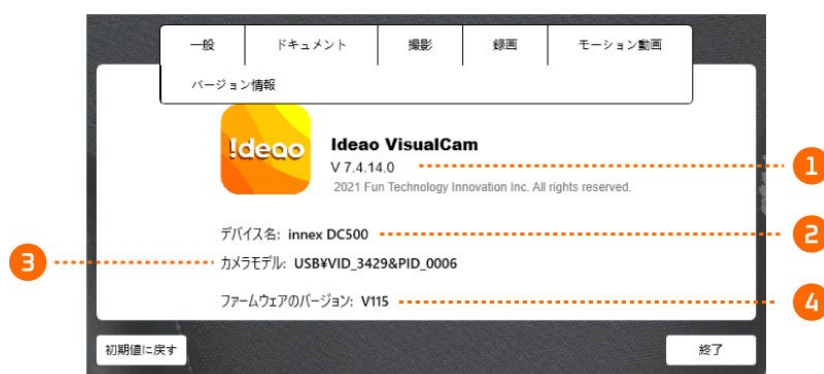 一般 ドキュメント 撮影 録画 モーション動画
バージョン情報
!deao
Ideao VisualCam
V 7.4.14.0
1
2021 Fun Technology Innovation Inc. All rights reserved.
デバイス名: innex DC500
2
3
カメラモデル: USB¥VID_3429&PID_0006
ファームウェアのバージョン: V115
4
初期値に戻す 終了